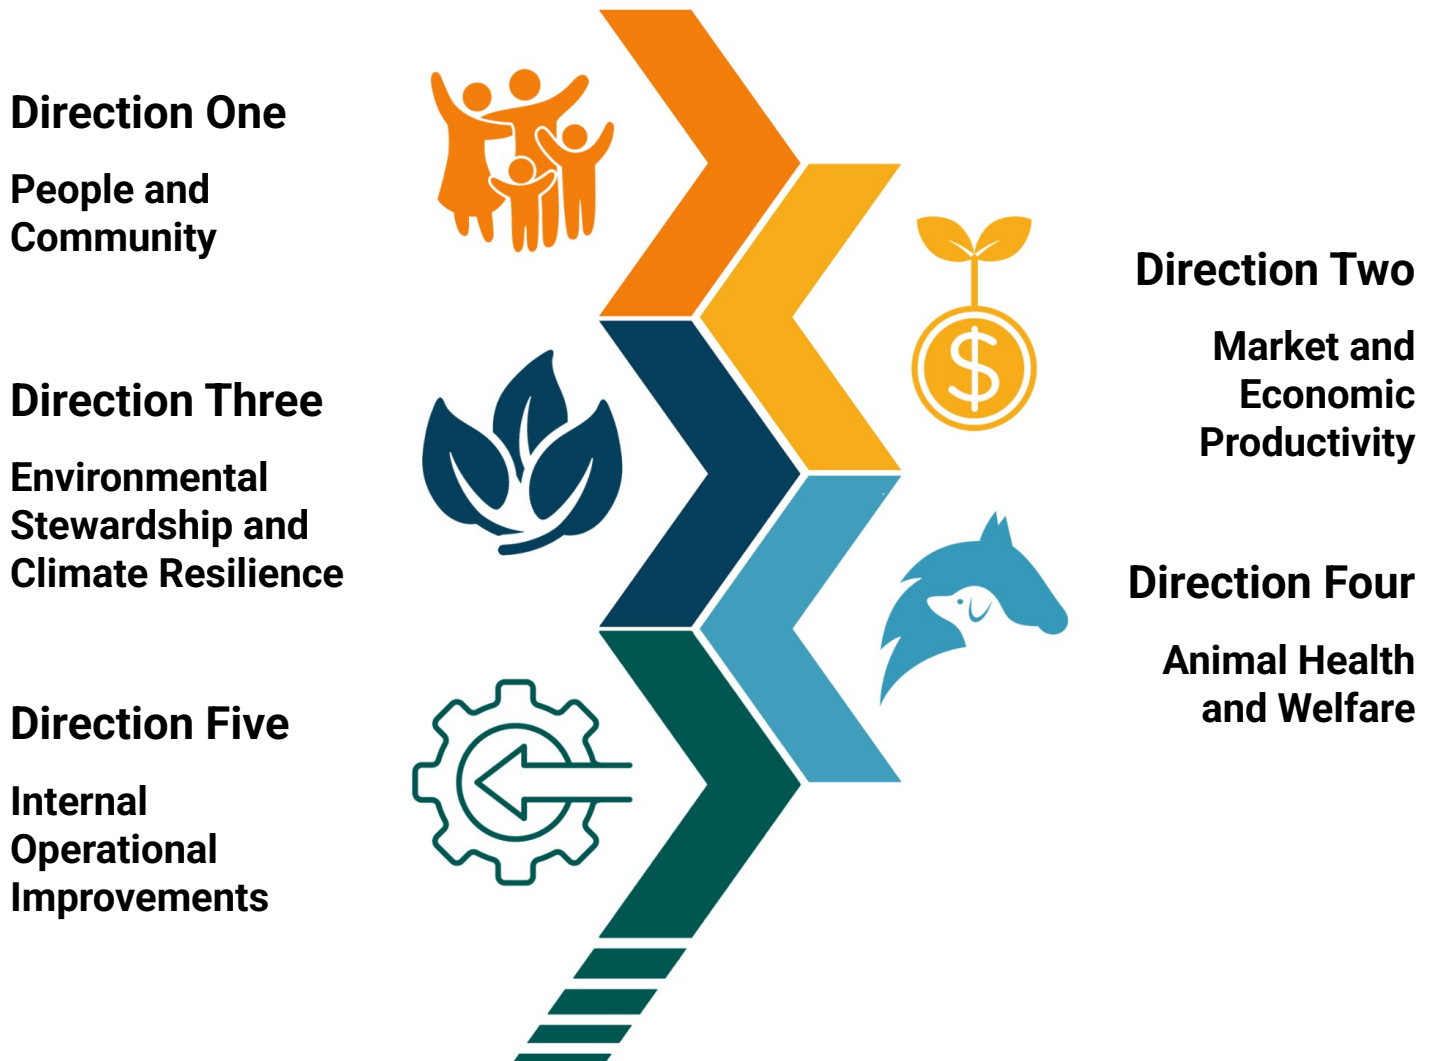 Direction One
People and
Community
Direction Two
Market and
Economic
Productivity
Direction Three
Environmental
Stewardship and
Climate Resilience
Direction Four
Animal Health
and Welfare
Direction Five
Internal
Operational
Improvements
$